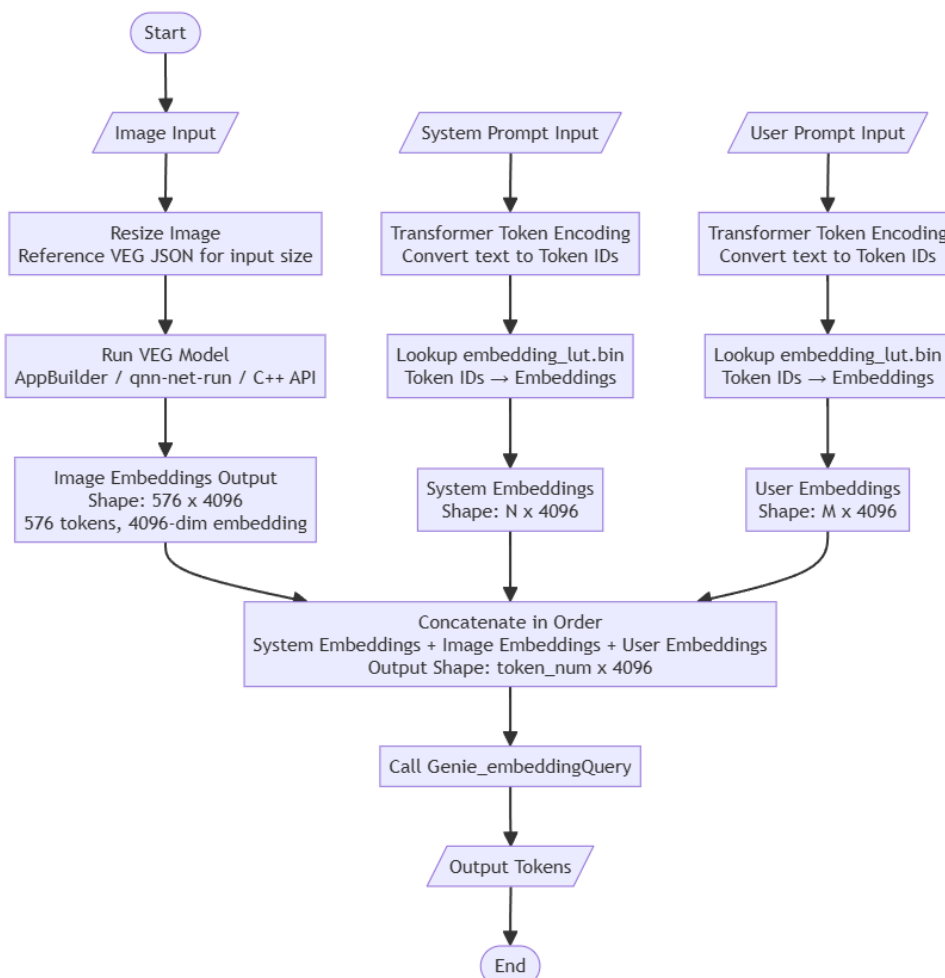 Start
Image Input
System Prompt Input
User Prompt Input
Resize Image
Reference VEG JSON for input size
Transformer Token Encoding
Convert text to Token IDs
Transformer Token Encoding
Convert text to Token IDs
Run VEG Model
AppBuilder / qnn-net-run / C++ API
Lookup embedding_lut.bin
Token IDs → Embeddings
Lookup embedding_lut.bin
Token IDs → Embeddings
Image Embeddings Output
Shape: 576 x 4096
576 tokens, 4096-dim embedding
System Embeddings
Shape: N x 4096
User Embeddings
Shape: M x 4096
Concatenate in Order
System Embeddings + Image Embeddings + User Embeddings
Output Shape: token_num x 4096
Call Genie_embeddingQuery
Output Tokens
End